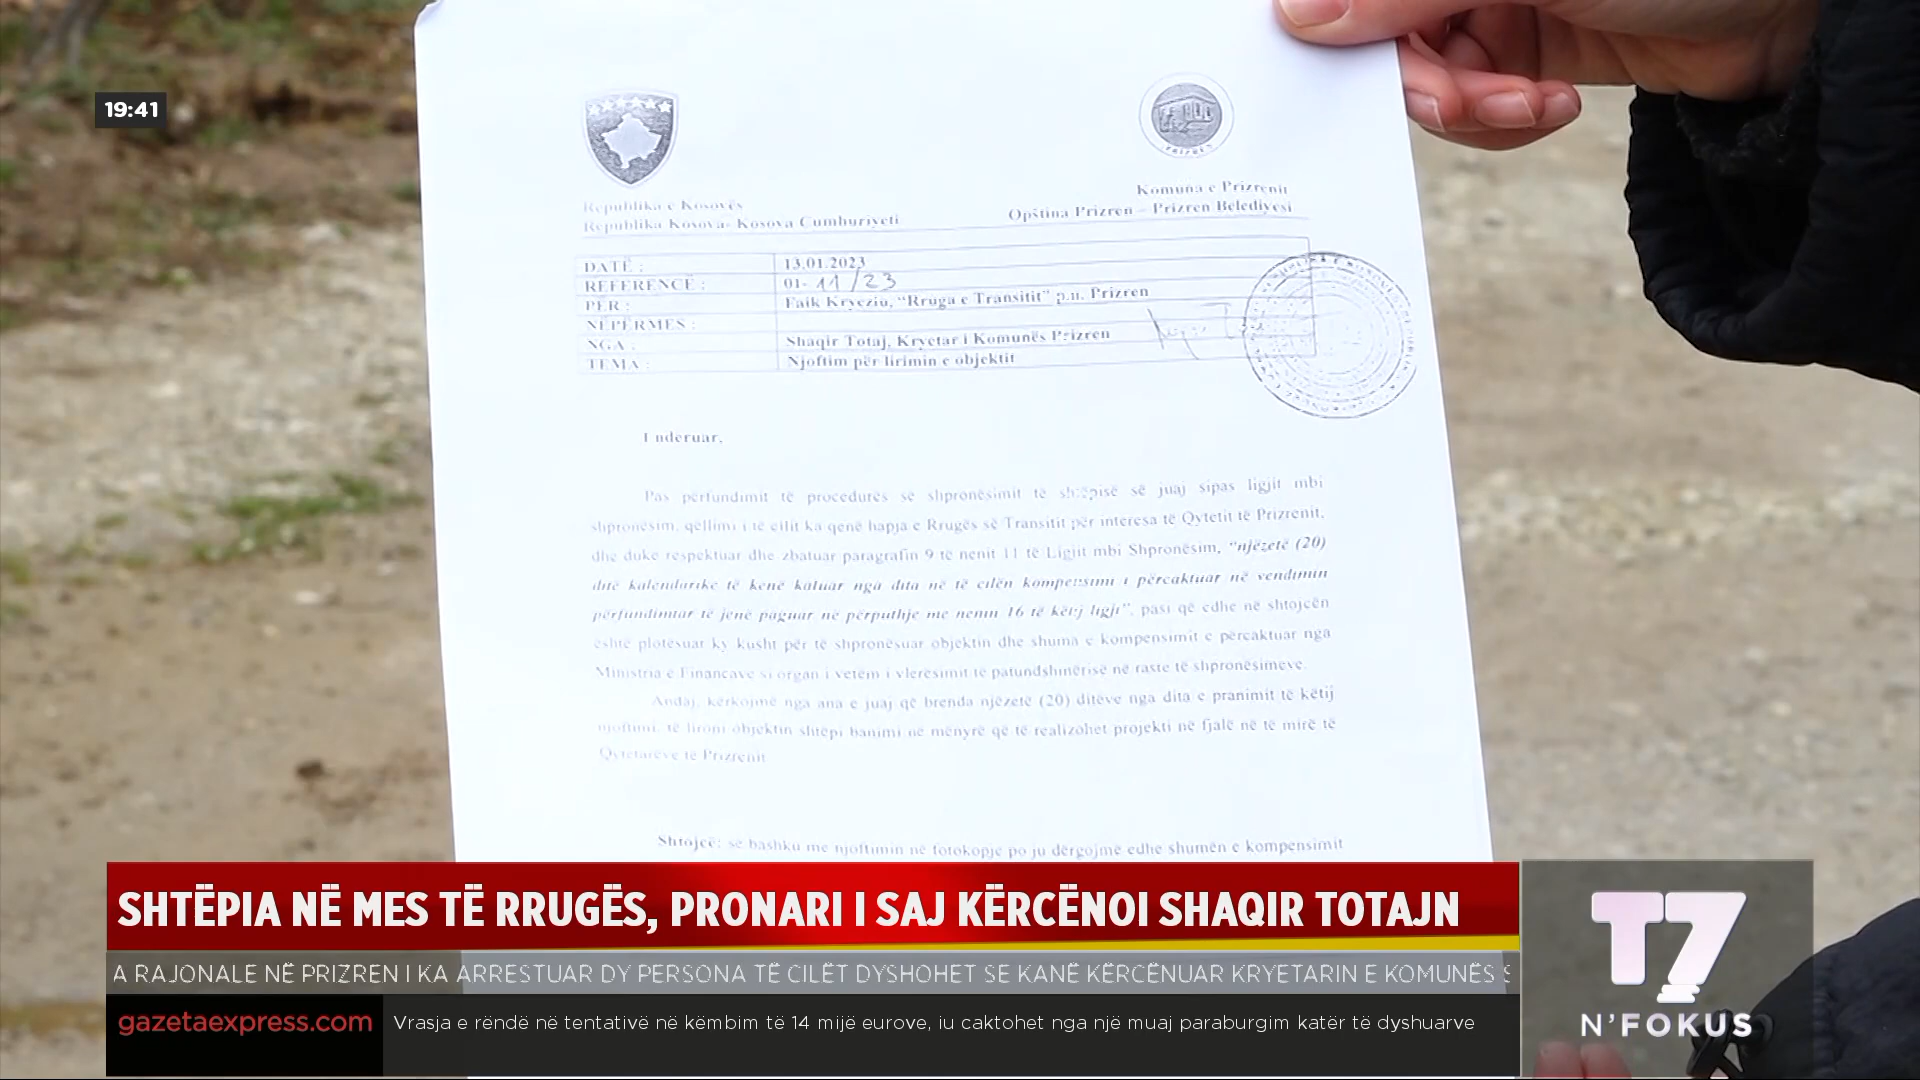 19:41
PRIZREN
Republika e Kosovës
Republika Kosova- Kosova Cumhuriyeti
Komuna e Prizrenit
Opština Prizren – Prizren Belediyesi
DATË : 13.01.2023
REFERENCË : 01- 11/23
PËR : Faik Kryeziu, “Rruga e Transitit” p.n. Prizren
NËPËRMES :
NGA : Shaqir Totaj, Kryetar i Komunës Prizren
TEMA : Njoftim për lirimin e objektit
I nderuar,
Pas përfundimit të procedurës së shpronësimit të shtëpisë së juaj sipas ligjit mbi
shpronësim, qëllimi i të cilit ka qenë hapja e Rrugës së Transitit për interesa të Qytetit të Prizrenit,
dhe duke respektuar dhe zbatuar paragrafin 9 të nenit 11 të Ligjit mbi Shpronësim, “njëzetë (20)
ditë kalendarike të kenë kaluar nga dita në të cilën kompensimi i përcaktuar në vendimin
përfundimtar të jenë paguar në përputhje me nenin 16 të këtij ligji”, pasi që edhe në shtojcën
është plotësuar ky kusht për të shpronësuar objektin dhe shuma e kompensimit e përcaktuar nga
Ministria e Financave si organ i vetëm i vlerësimit të patundshmërisë në raste të shpronësimeve.
Andaj, kërkojmë nga ana e juaj që brenda njëzetë (20) ditëve nga dita e pranimit të këtij
njoftimi, të lironi objektin shtëpi banimi në mënyrë që të realizohet projekti në fjalë në të mirë të
Qytetarëve të Prizrenit.
Shtojcë: së bashku me njoftimin në fotokopje po ju dërgojmë edhe shumën e kompensimit
SHTËPIA NË MES TË RRUGËS, PRONARI I SAJ KËRCËNOI SHAQIR TOTAJN
A RAJONALE NË PRIZREN I KA ARRESTUAR DY PERSONA TË CILËT DYSHOHET SE KANË KËRCËNUAR KRYETARIN E KOMUNËS S
gazetaexpress.com
Vrasja e rëndë në tentativë në këmbim të 14 mijë eurove, iu caktohet nga një muaj paraburgim katër të dyshuarve
T7
N'FOKUS